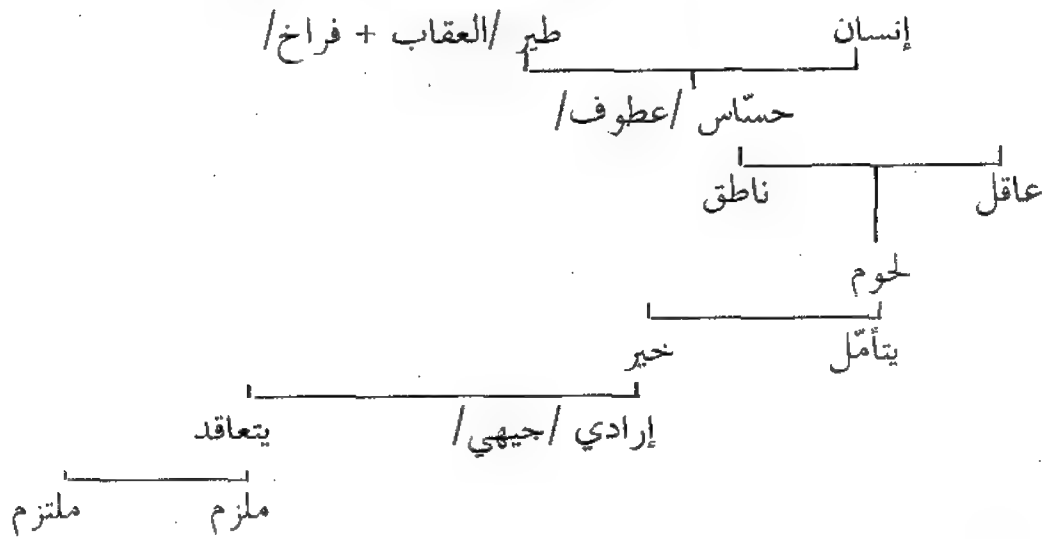 إنسان طير /العقاب + فراخ/
حسّاس /عطوف/
عاقل ناطق
لحوم
يتأمّل خير
إرادي /جيهي/ يتعاقد
ملزم ملتزم